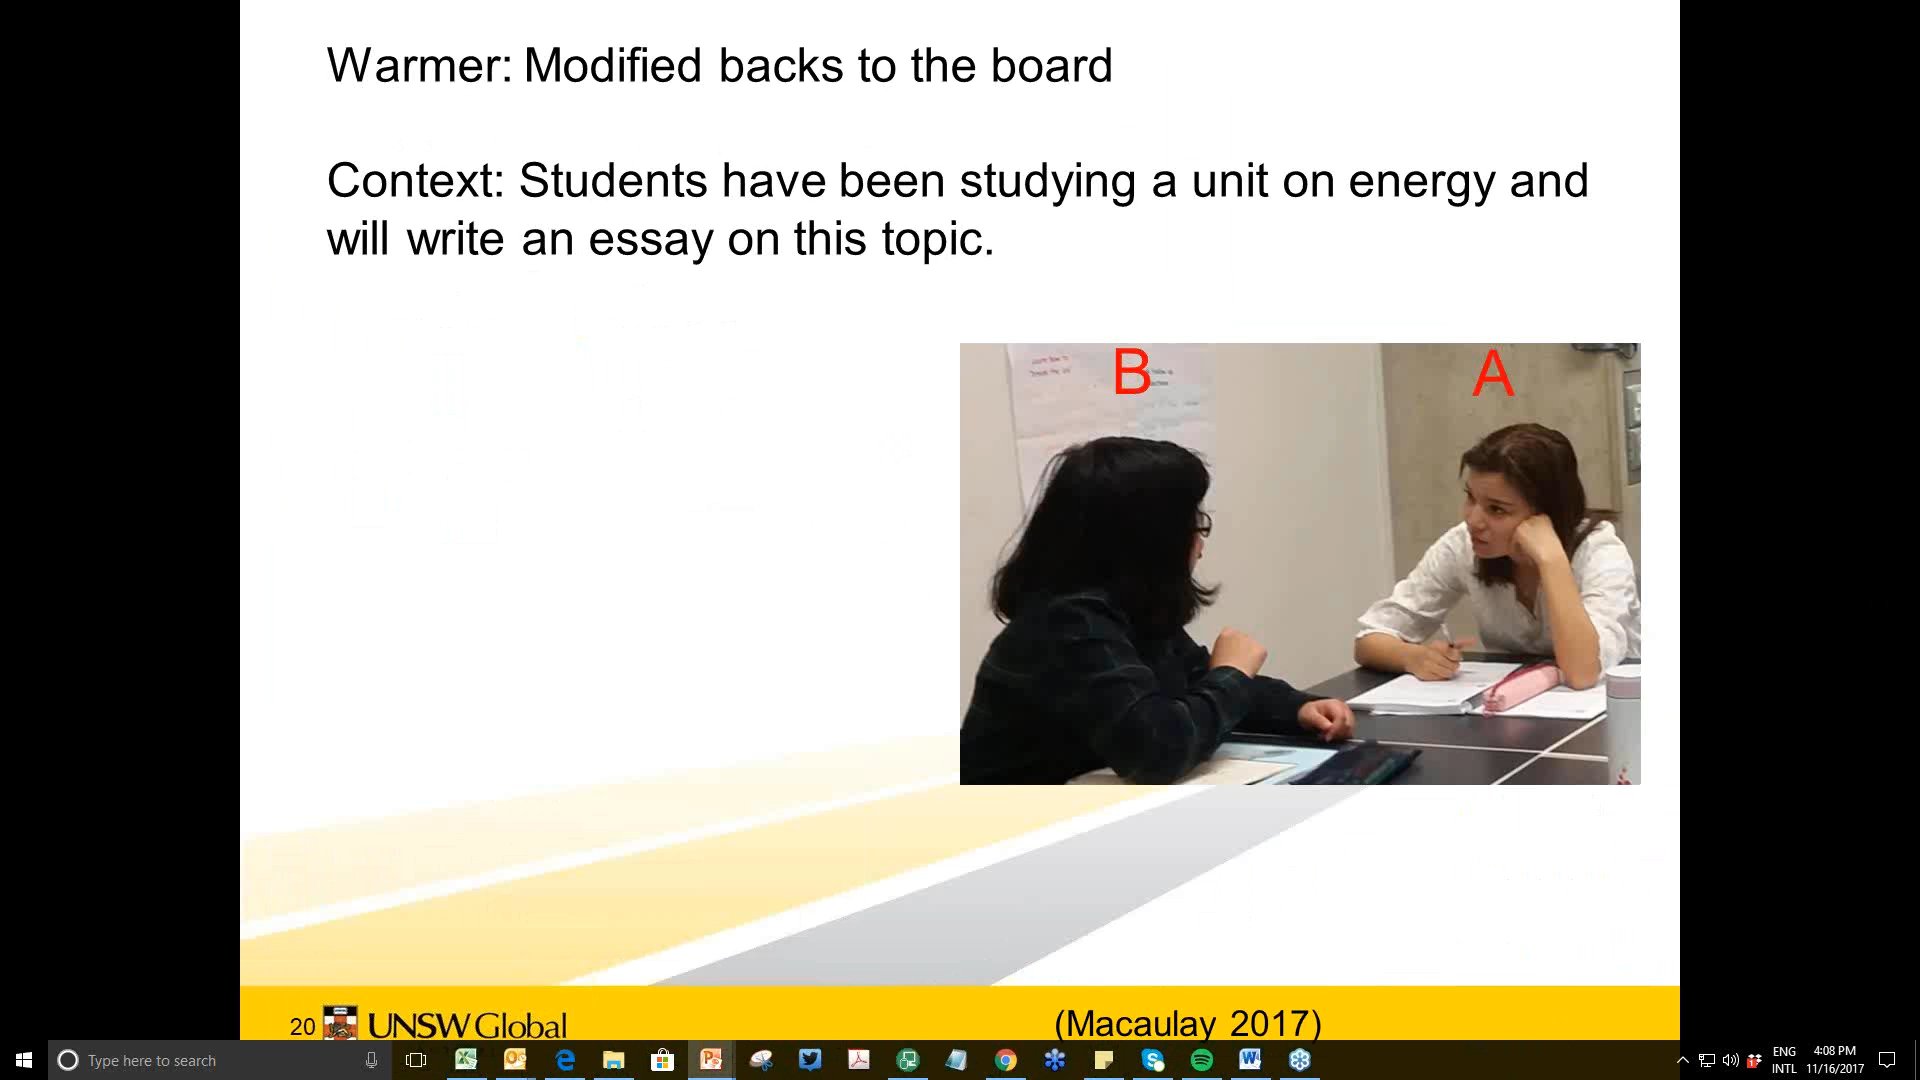 Warmer: Modified backs to the board
Context: Students have been studying a unit on energy and
will write an essay on this topic.
B
A
20
UNSW Global
(Macaulay 2017)
Type here to search
ENG
INTL
4:08 PM
11/16/2017